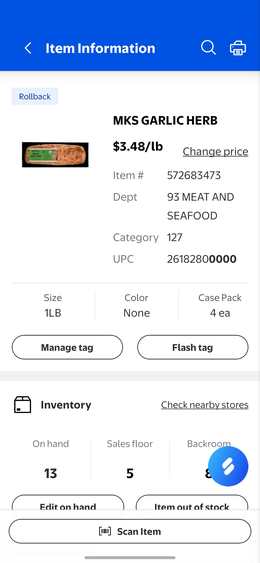 Item Information
Rollback
MKS GARLIC HERB
$3.48/lb
Change price
Item # 572683473
Dept 93 MEAT AND
SEAFOOD
Category 127
UPC 26182800000
Size Color Case Pack
1LB None 4 ea
Manage tag Flash tag
Inventory Check nearby stores
On hand Sales floor Backroom
13 5 8
Edit on hand Item out of stock
Scan Item